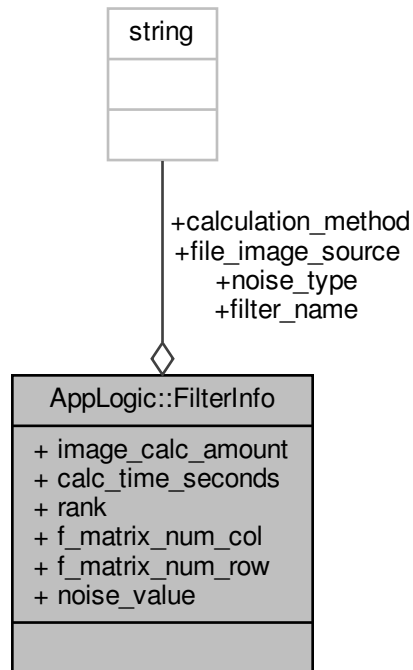 string
+calculation_method
+file_image_source
+noise_type
+filter_name
AppLogic::FilterInfo
+ image_calc_amount
+ calc_time_seconds
+ rank
+ f_matrix_num_col
+ f_matrix_num_row
+ noise_value